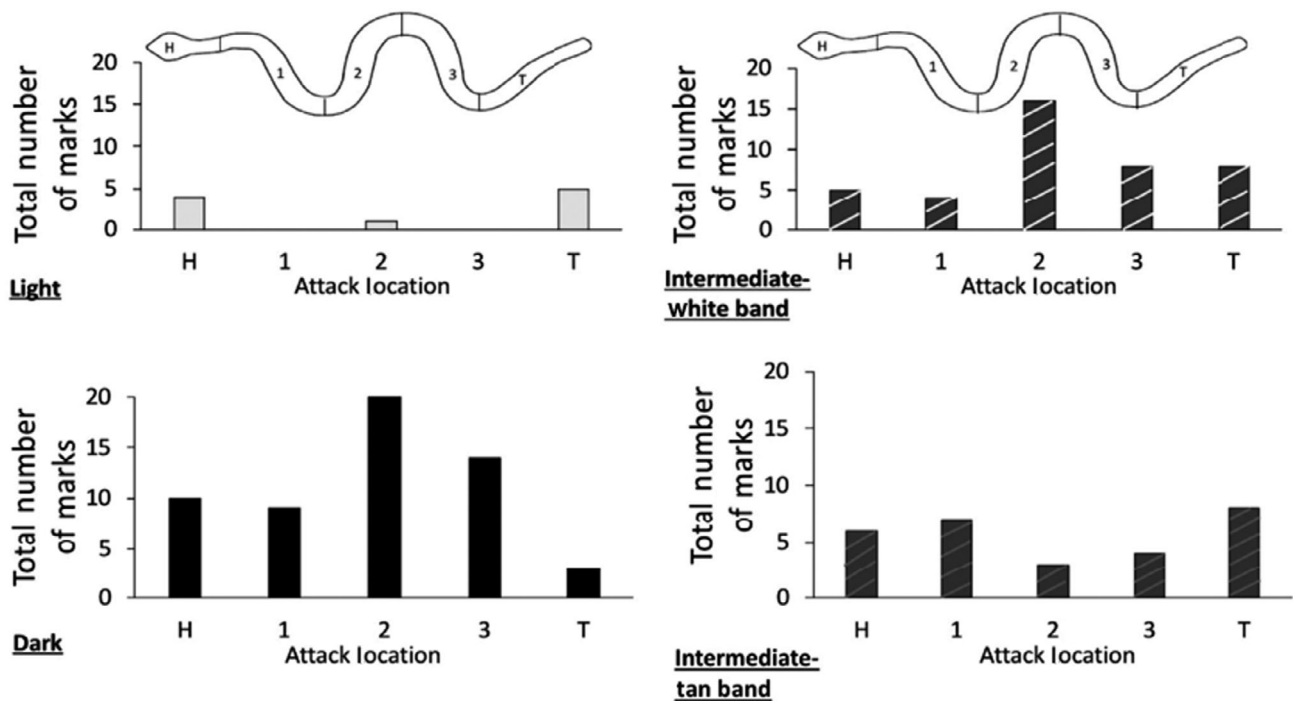 H
1
2
3
T
20
15
10
5
0
Total number
of marks
H 1 2 3 T
Attack location
Light
H
1
2
3
T
20
15
10
5
0
Total number
of marks
H 1 2 3 T
Attack location
Intermediate-
white band
20
15
10
5
0
Total number
of marks
H 1 2 3 T
Attack location
Dark
20
15
10
5
0
Total number
of marks
H 1 2 3 T
Attack location
Intermediate-
tan band